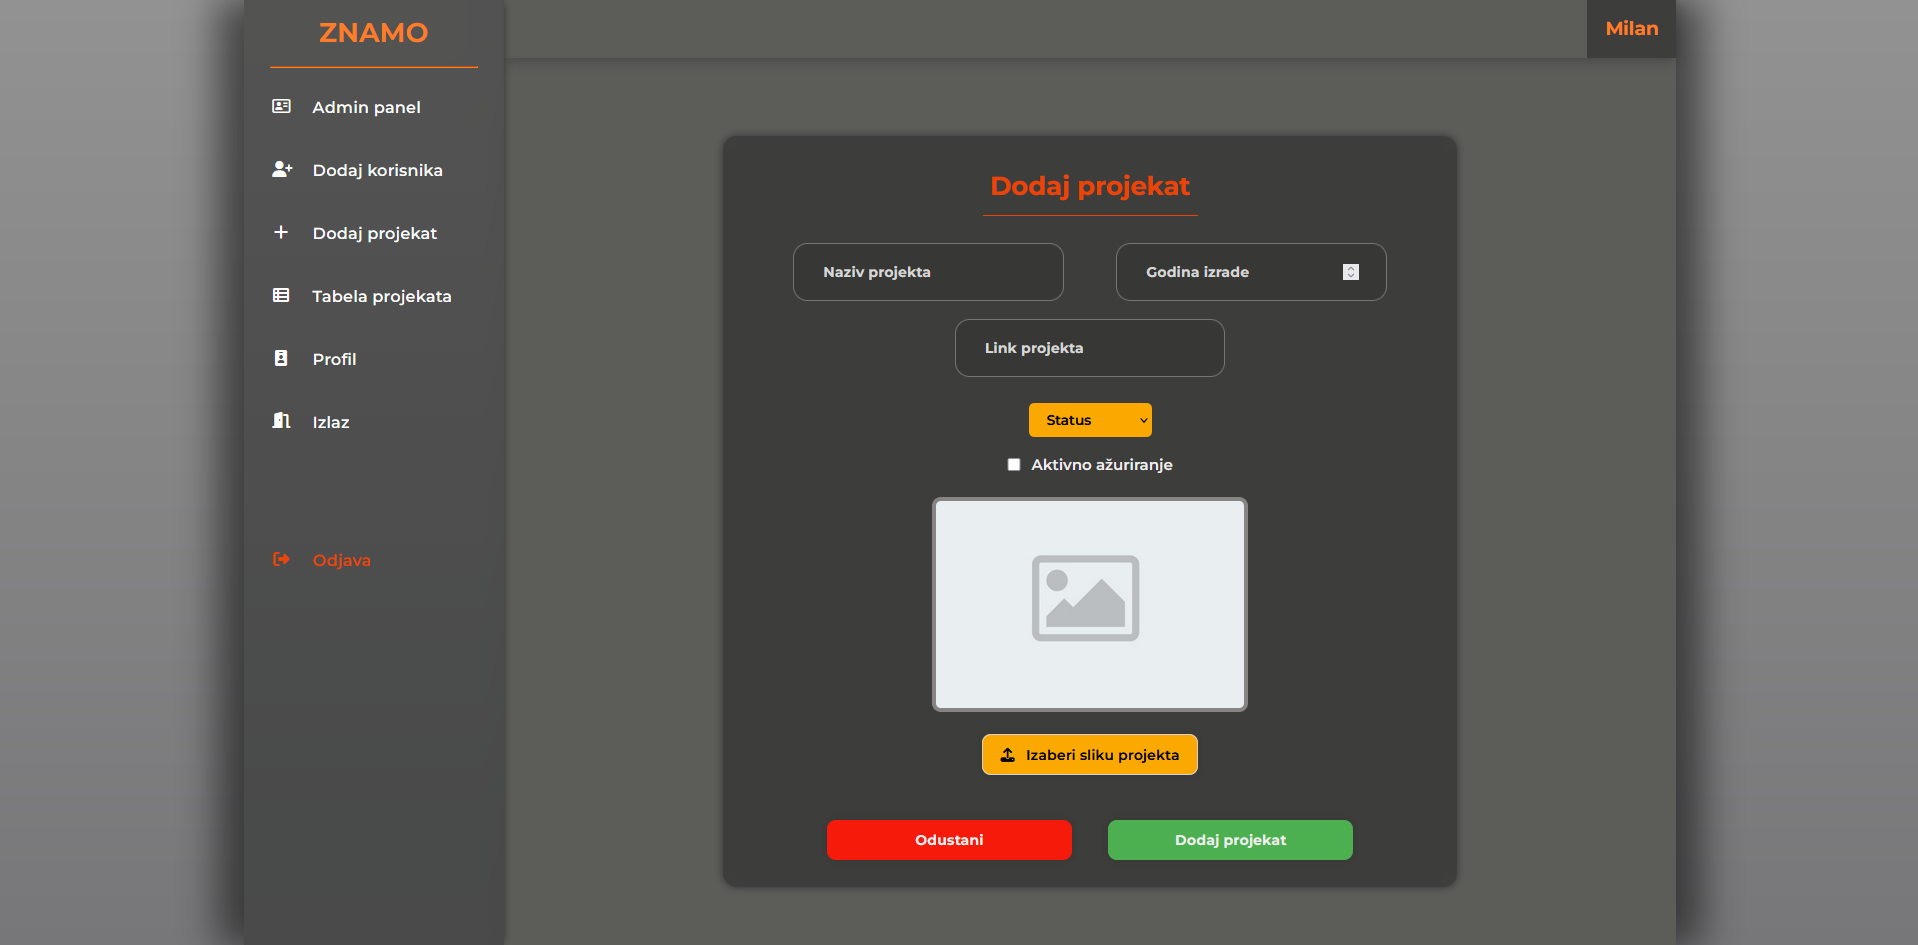 ZNAMO
Admin panel
Dodaj korisnika
Dodaj projekat
Tabela projekata
Profil
Izlaz
Odjava
Milan
Dodaj projekat
Naziv projekta
Godina izrade
Link projekta
Status
Aktivno ažuriranje
Izaberi sliku projekta
Odustani
Dodaj projekat